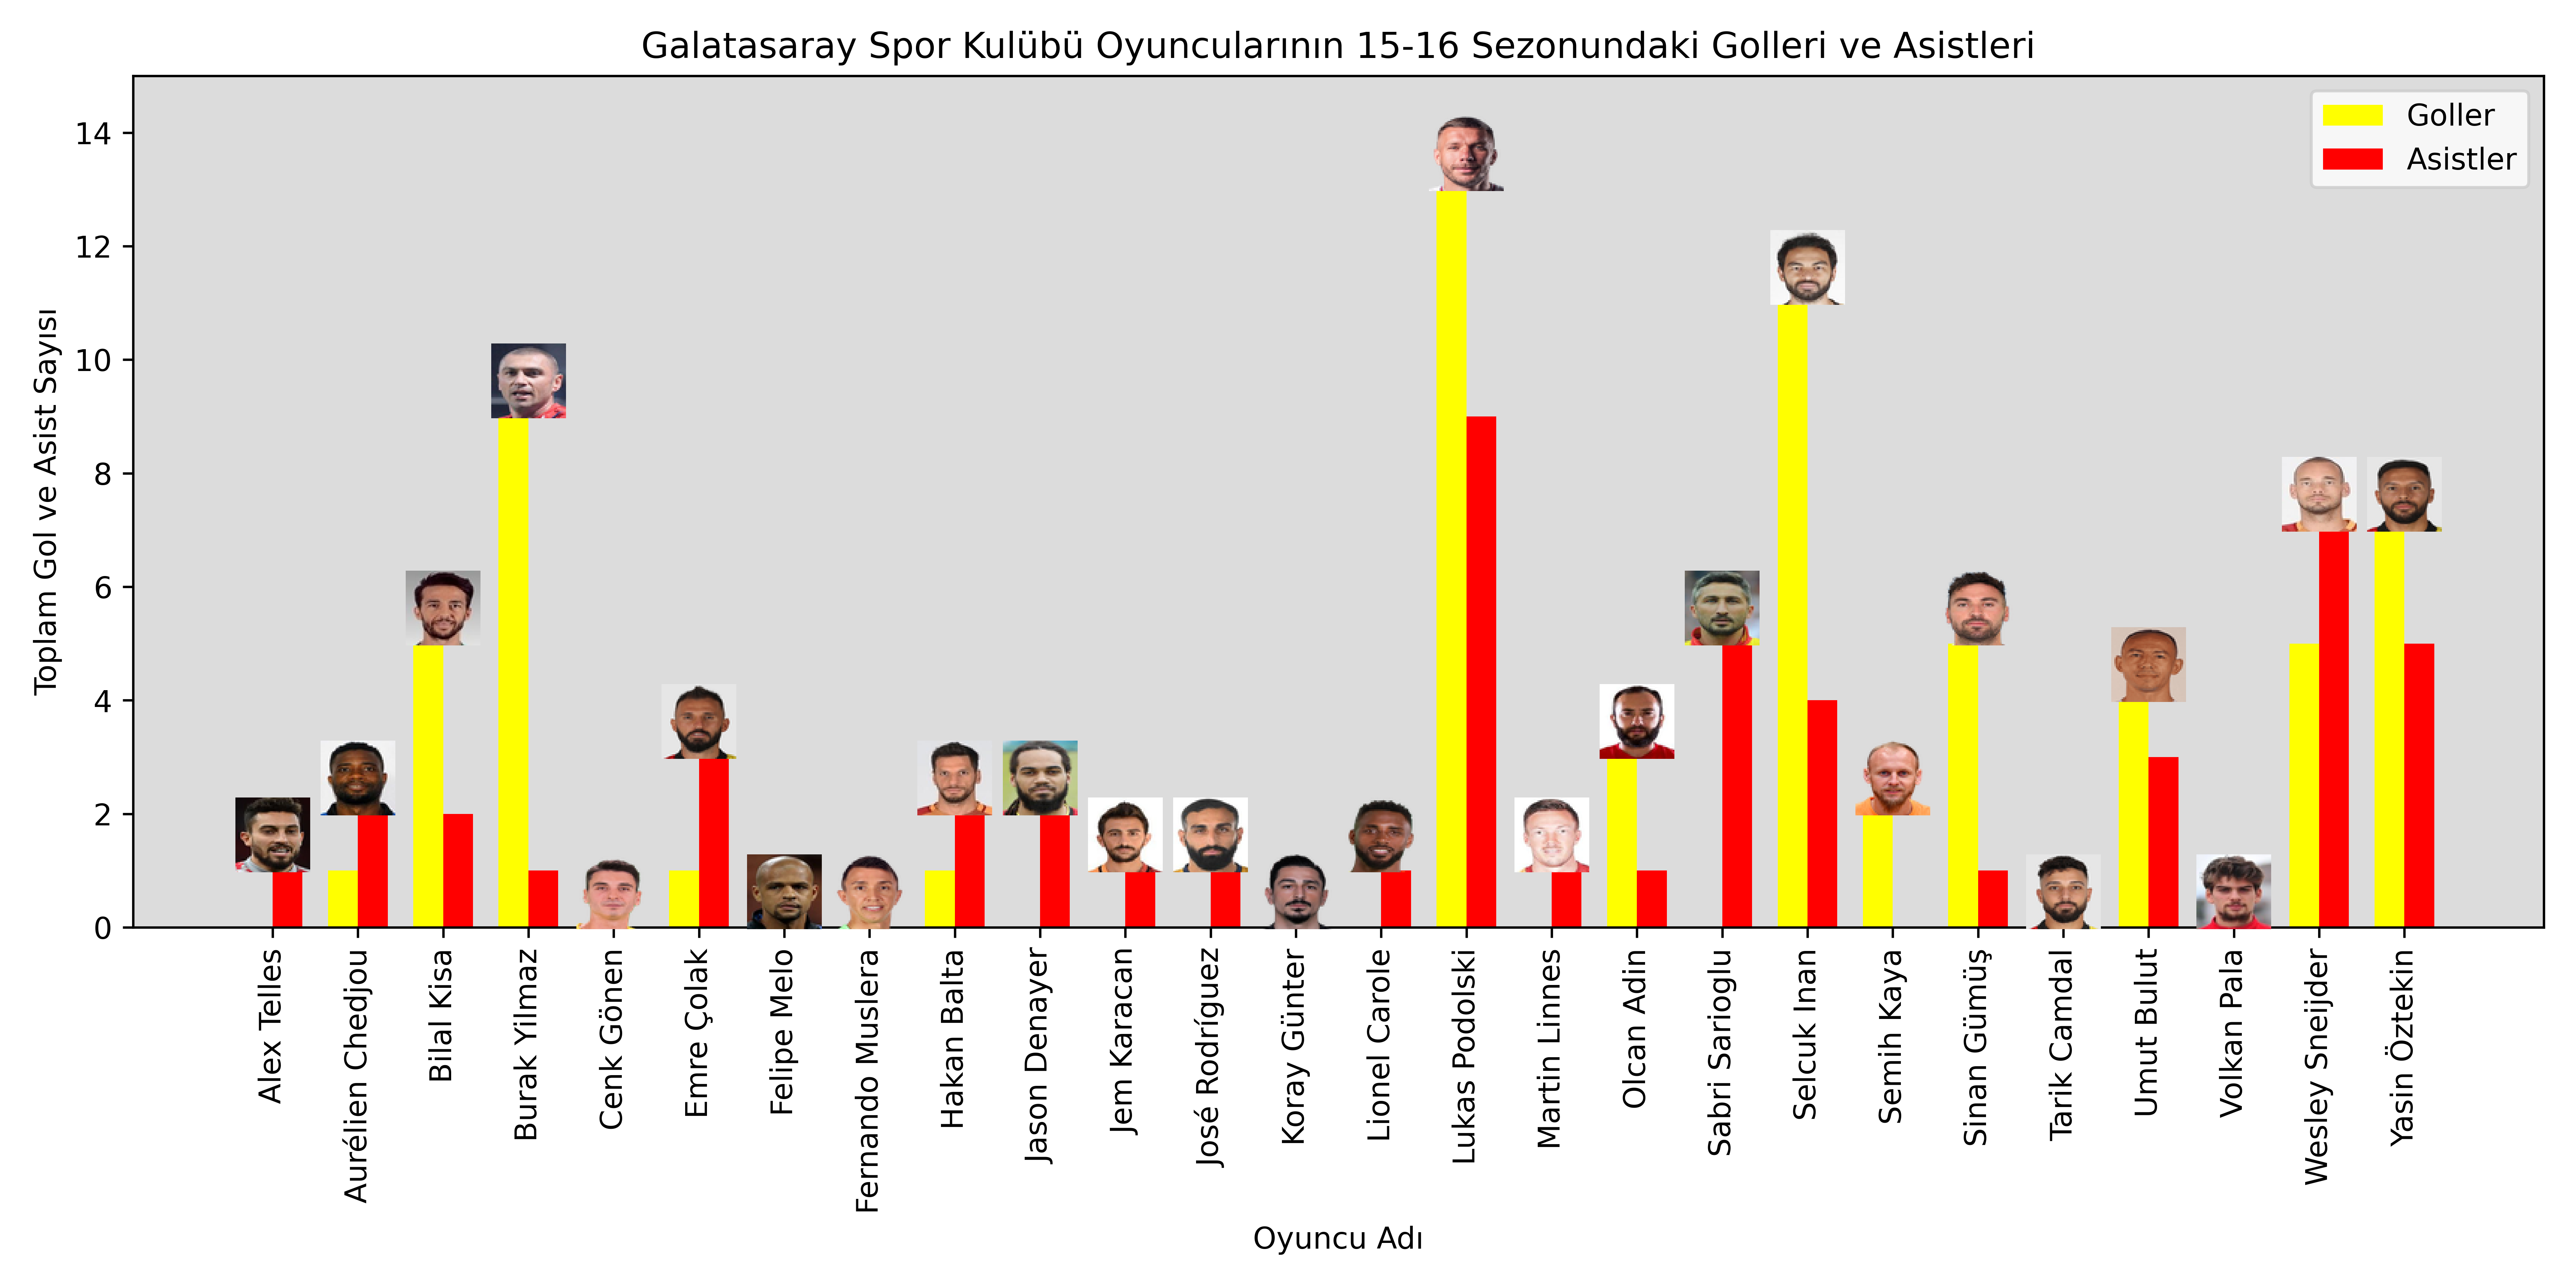 Galatasaray Spor Kulübü Oyuncularının 15-16 Sezonundaki Golleri ve Asistleri
Goller
Asistler
Toplam Gol ve Asist Sayısı
14
12
10
8
6
4
2
0
Alex Telles
Aurélien Chedjou
Bilal Kisa
Burak Yilmaz
Cenk Gönen
Emre Çolak
Felipe Melo
Fernando Muslera
Hakan Balta
Jason Denayer
Jem Karacan
José Rodríguez
Koray Günter
Lionel Carole
Lukas Podolski
Martin Linnes
Olcan Adin
Sabri Sarioglu
Selcuk Inan
Semih Kaya
Sinan Gümüş
Tarik Camdal
Umut Bulut
Volkan Pala
Wesley Sneijder
Yasin Öztekin
Oyuncu Adı